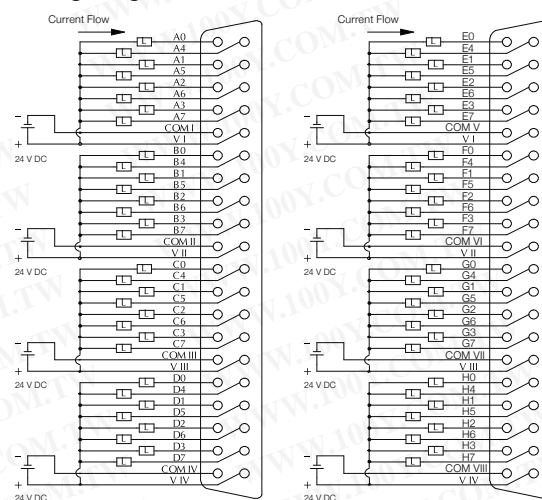 Current Flow
L A0
L A4
L A1
L A5
L A2
L A6
L A3
L A7
COM I
V I
- + 24 V DC
L B0
L B4
L B1
L B5
L B2
L B6
L B3
L B7
COM II
V II
- + 24 V DC
L C0
L C4
L C1
L C5
L C2
L C6
L C3
L C7
COM III
V III
- + 24 V DC
L D0
L D4
L D1
L D5
L D2
L D6
L D3
L D7
COM IV
V IV
- + 24 V DC
Current Flow
L E0
L E4
L E1
L E5
L E2
L E6
L E3
L E7
COM V
V I
- + 24 V DC
L F0
L F4
L F1
L F5
L F2
L F6
L F3
L F7
COM VI
V II
- + 24 V DC
L G0
L G4
L G1
L G5
L G2
L G6
L G3
L G7
COM VII
V III
- + 24 V DC
L H0
L H4
L H1
L H5
L H2
L H6
L H3
L H7
COM VIII
V IV
- + 24 V DC
WWW.100Y.COM.TW